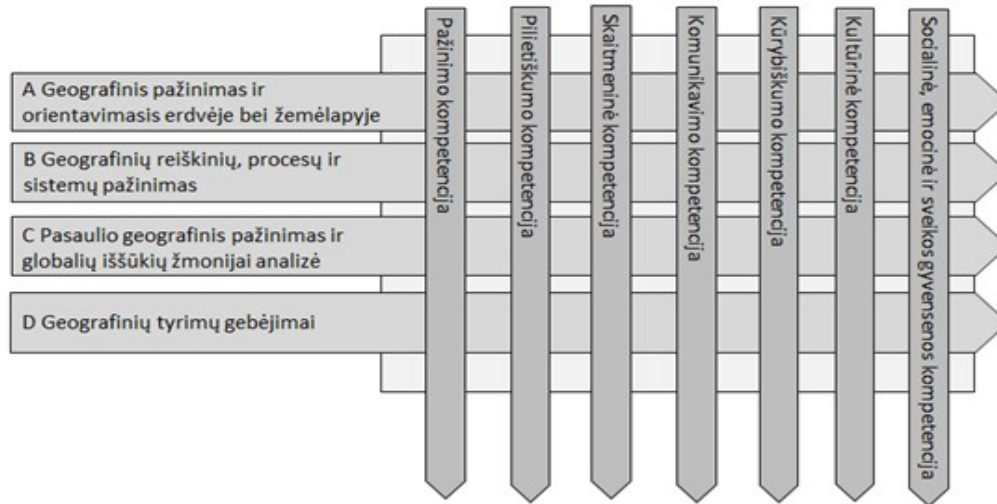 A Geografinis pažinimas ir
orientavimasis erdvėje bei žemėlapyje
B Geografinių reiškinių, procesų ir
sistemų pažinimas
C Pasaulio geografinis pažinimas ir
globalių iššūkių žmonijai analizė
D Geografinių tyrimų gebėjimai
Pažinimo kompetencija
Pilietiškumo kompetencija
Skaitmeninė kompetencija
Komunikavimo kompetencija
Kūrybiškumo kompetencija
Kultūrinė kompetencija
Socialinė, emocinė ir sveikos gyvensenos kompetencija